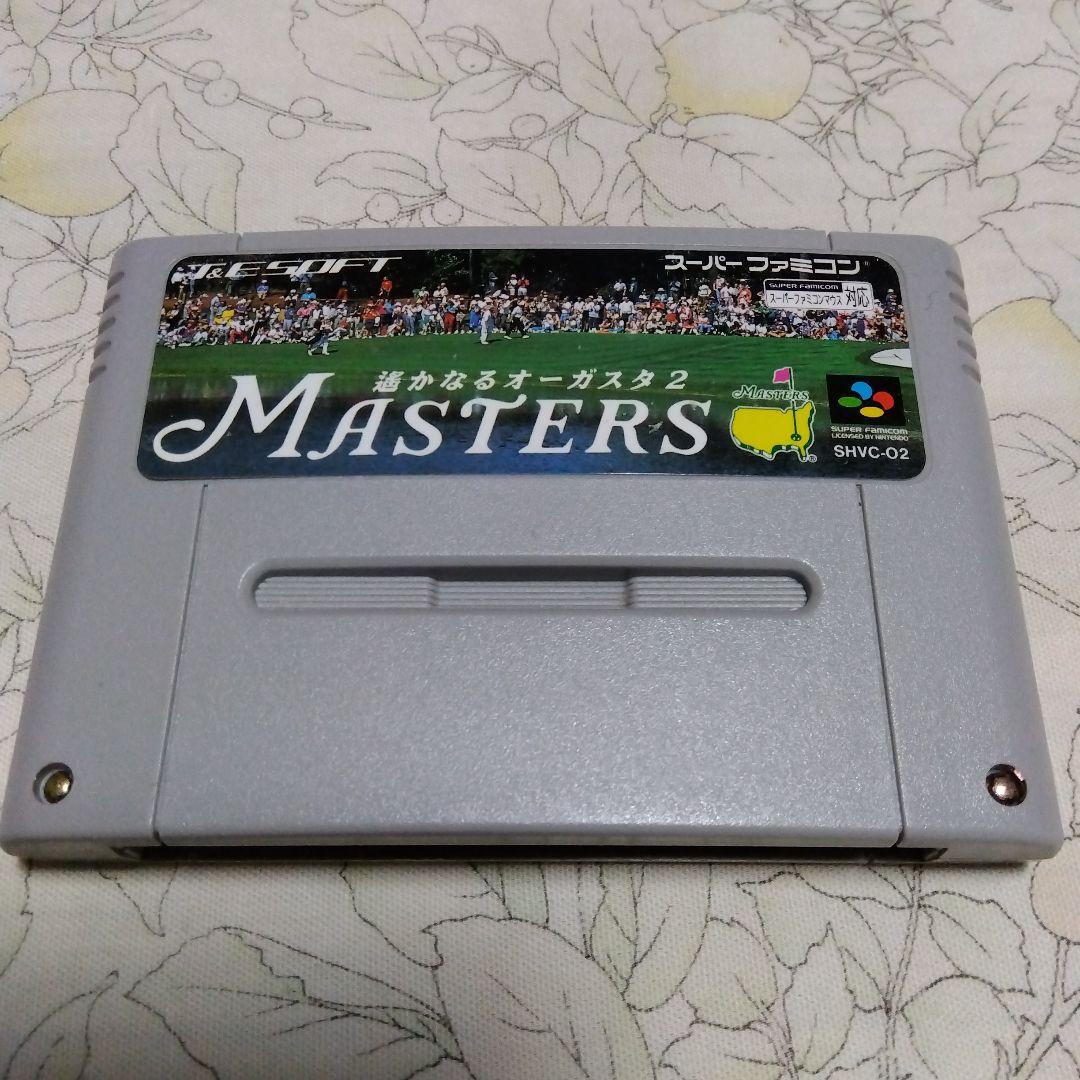 T&E SOFT
スーパーファミコン®
SUPER FAMICOM
スーパーファミコンマウス 対応
遙かなるオーガスタ2
MASTERS
MASTERS
®
SUPER FAMICOM
LICENSED BY NINTENDO
SHVC-O2